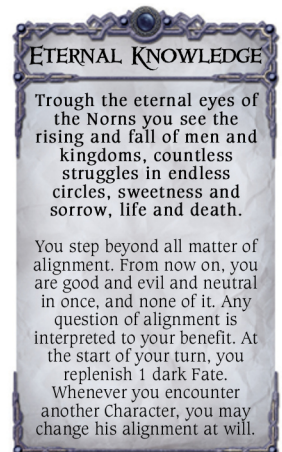 Eternal Knowledge
Trough the eternal eyes of
the Norns you see the
rising and fall of men and
kingdoms, countless
struggles in endless
circles, sweetness and
sorrow, life and death.
You step beyond all matter of
alignment. From now on, you
are good and evil and neutral
in once, and none of it. Any
question of alignment is
interpreted to your benefit. At
the start of your turn, you
replenish 1 dark Fate.
Whenever you encounter
another Character, you may
change his alignment at will.